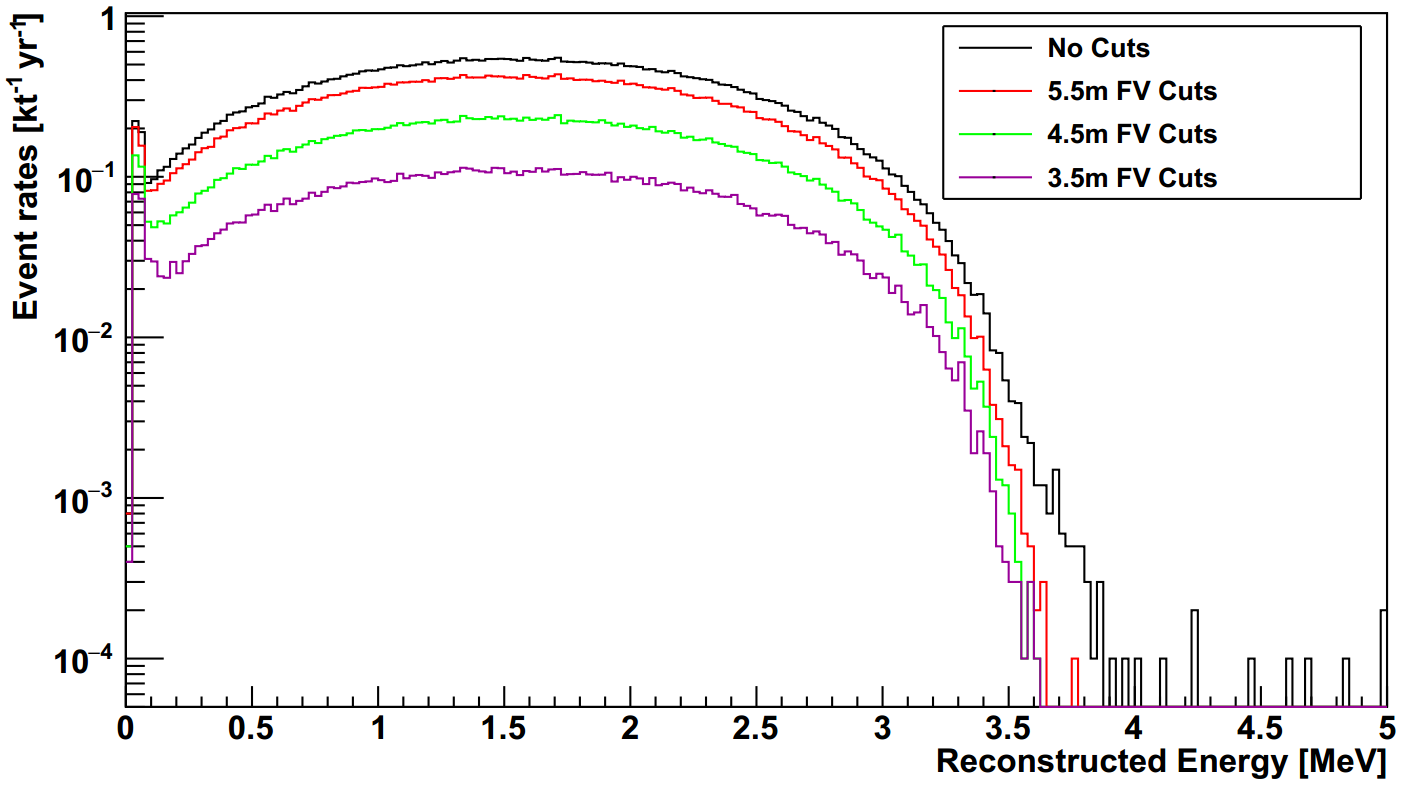 Event rates [kt⁻¹ yr⁻¹]
1
10⁻¹
10⁻²
10⁻³
10⁻⁴
No Cuts
5.5m FV Cuts
4.5m FV Cuts
3.5m FV Cuts
0 0.5 1 1.5 2 2.5 3 3.5 4 4.5 5
Reconstructed Energy [MeV]